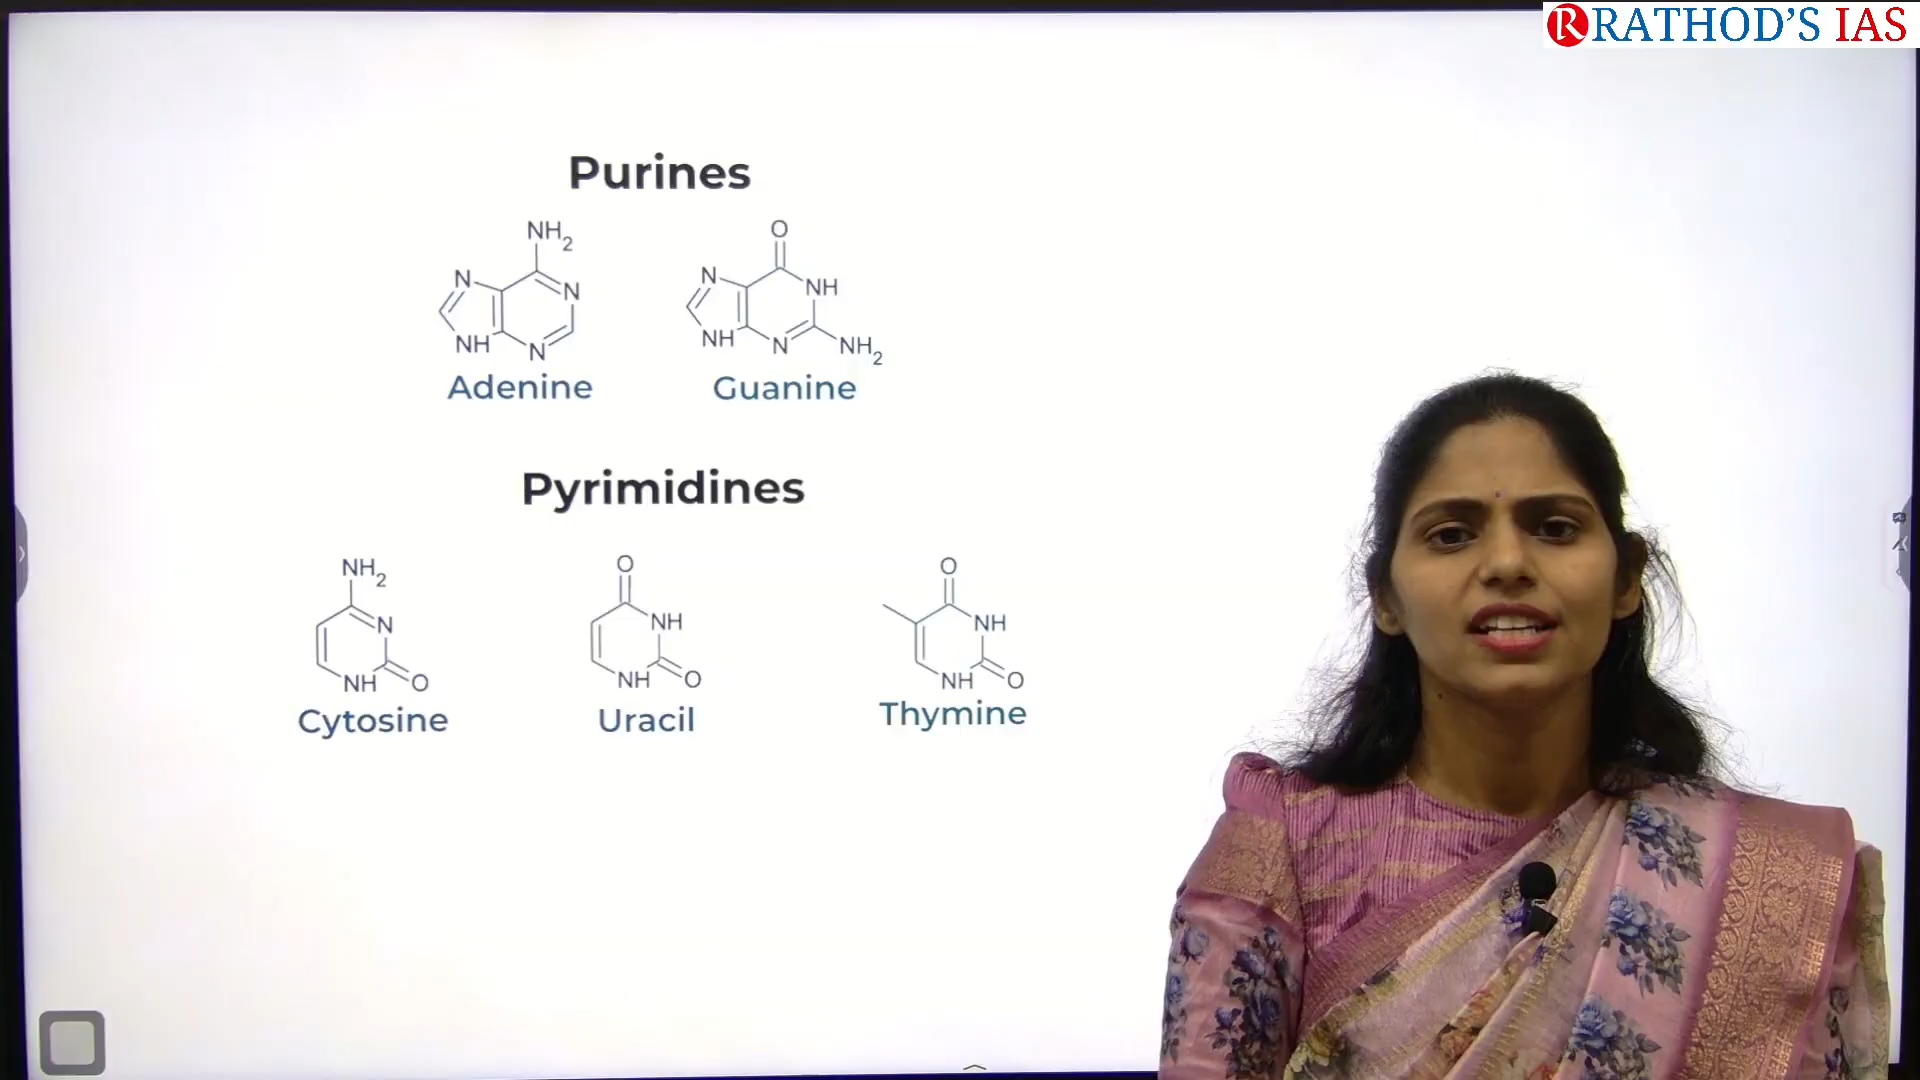 RATHOD'S IAS
Purines
NH2
N
N
NH
N
Adenine
O
N
NH
NH
N
NH2
Guanine
Pyrimidines
NH2
N
NH
O
Cytosine
O
NH
NH
O
Uracil
O
NH
NH
O
Thymine